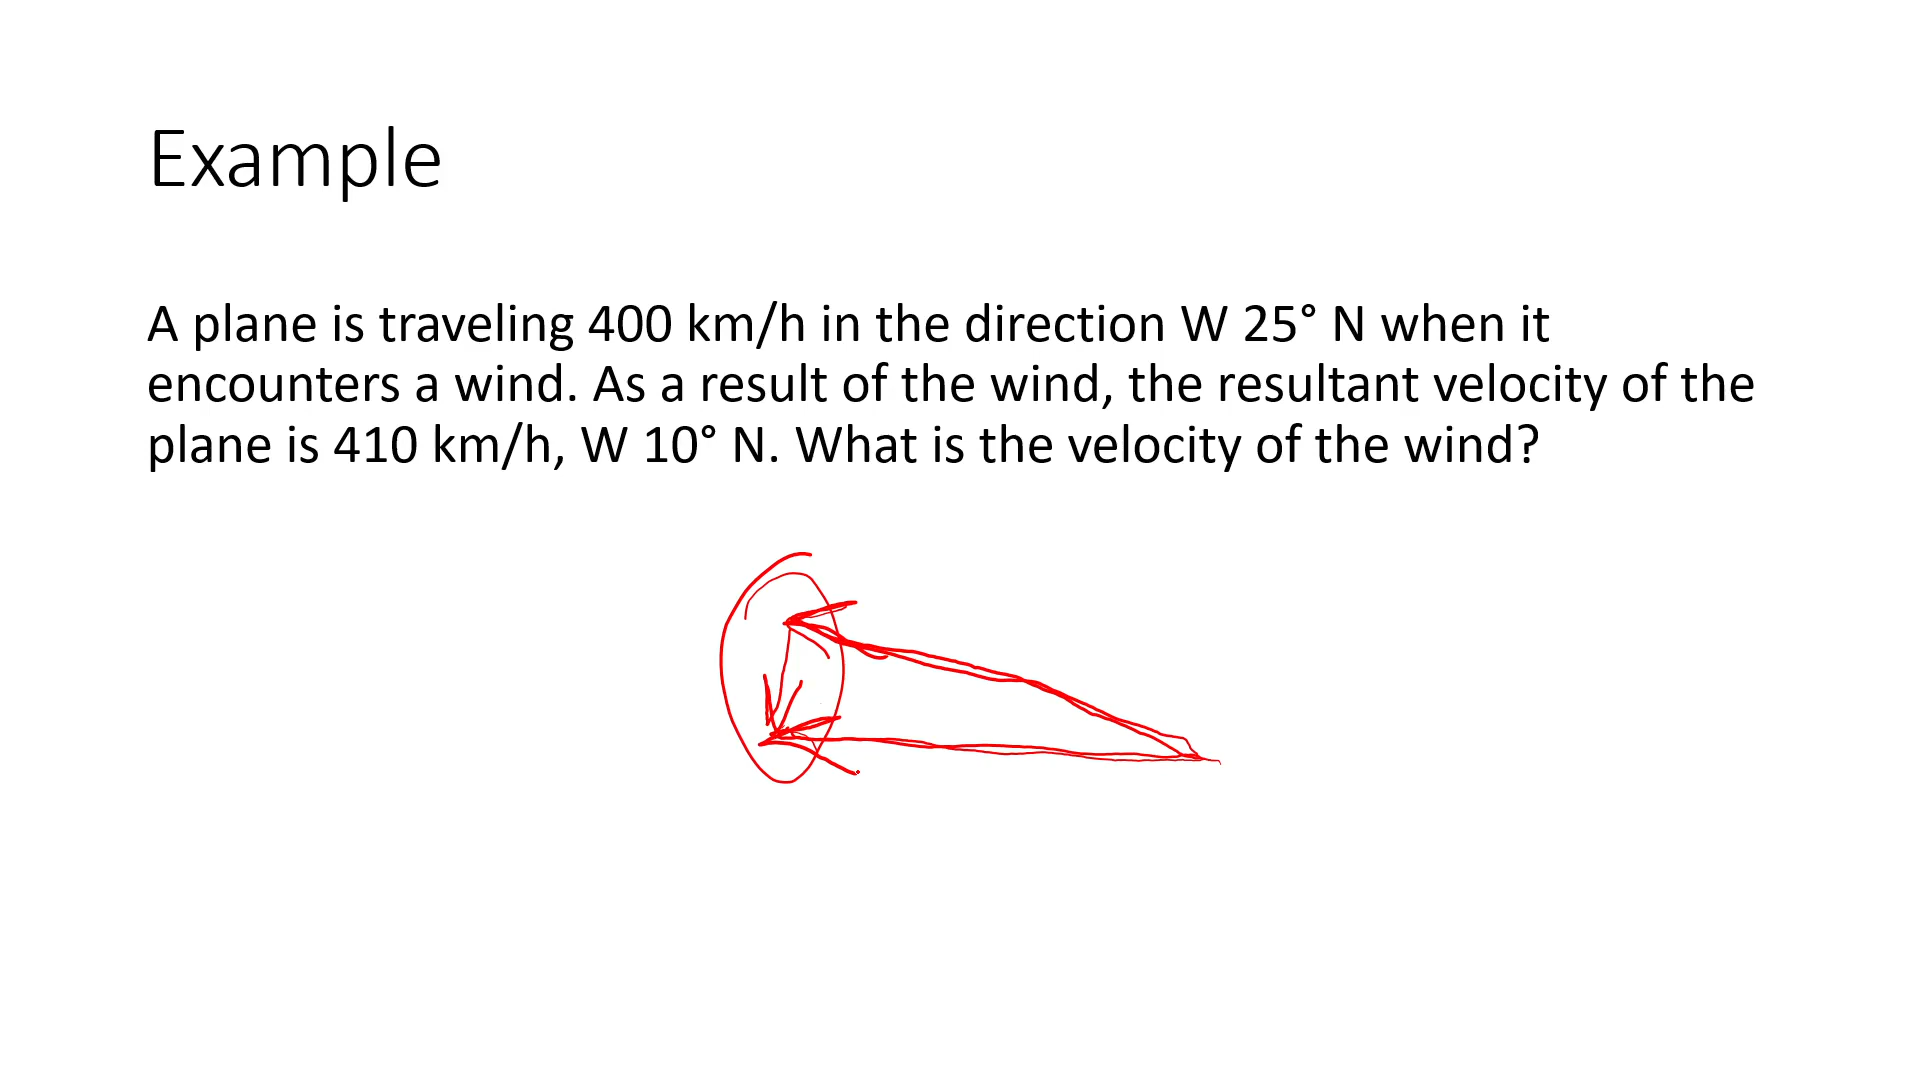 Example
A plane is traveling 400 km/h in the direction W 25° N when it
encounters a wind. As a result of the wind, the resultant velocity of the
plane is 410 km/h, W 10° N. What is the velocity of the wind?